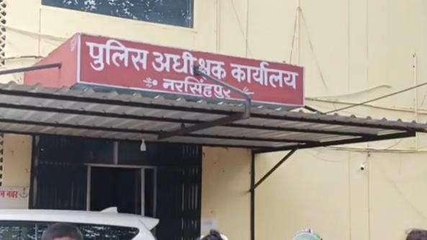 पुलिस अधीक्षक कार्यालय
नरसिंहपुर